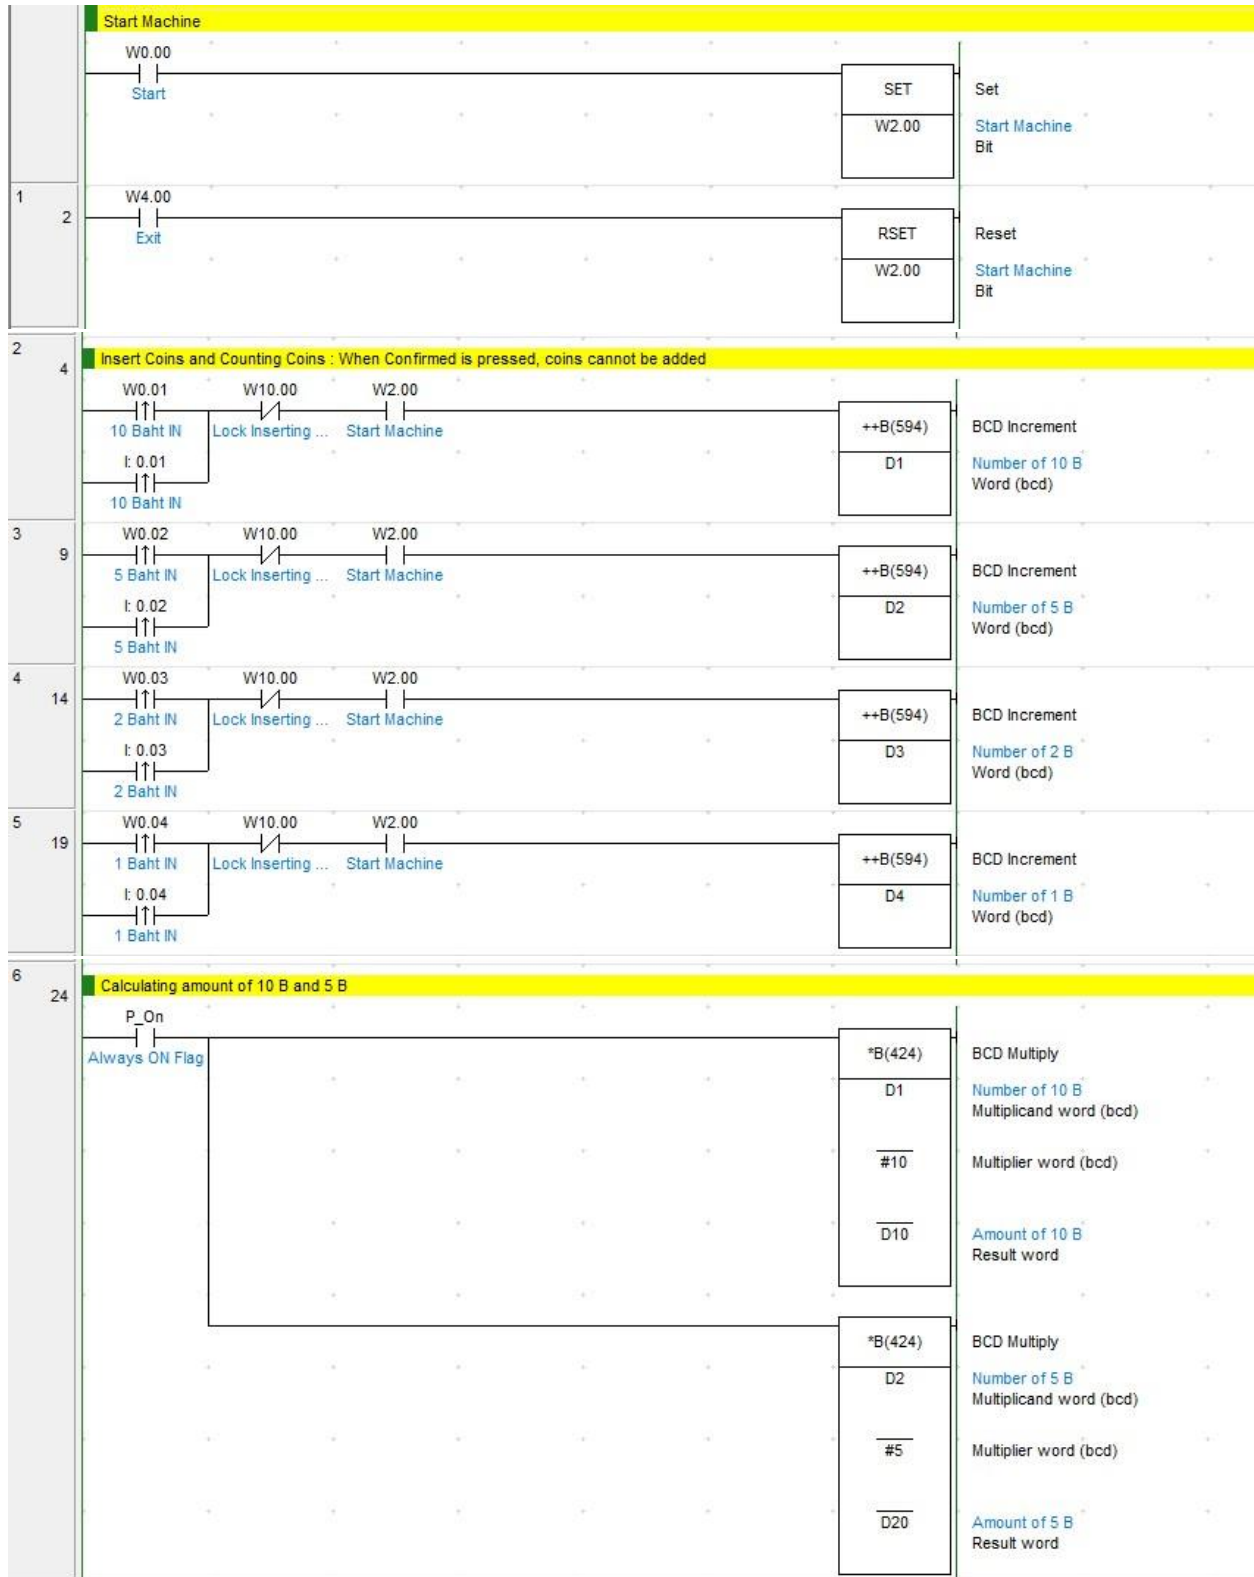 Start Machine
W0.00
Start
SET
Set
W2.00
Start Machine
Bit
1
2
W4.00
Exit
RSET
Reset
W2.00
Start Machine
Bit
2
4
Insert Coins and Counting Coins : When Confirmed is pressed, coins cannot be added
W0.01
W10.00
W2.00
10 Baht IN
Lock Inserting ...
Start Machine
++B(594)
BCD Increment
I: 0.01
D1
Number of 10 B
Word (bcd)
10 Baht IN
3
9
W0.02
W10.00
W2.00
5 Baht IN
Lock Inserting ...
Start Machine
++B(594)
BCD Increment
I: 0.02
D2
Number of 5 B
Word (bcd)
5 Baht IN
4
14
W0.03
W10.00
W2.00
2 Baht IN
Lock Inserting ...
Start Machine
++B(594)
BCD Increment
I: 0.03
D3
Number of 2 B
Word (bcd)
2 Baht IN
5
19
W0.04
W10.00
W2.00
1 Baht IN
Lock Inserting ...
Start Machine
++B(594)
BCD Increment
I: 0.04
D4
Number of 1 B
Word (bcd)
1 Baht IN
6
24
Calculating amount of 10 B and 5 B
P_On
Always ON Flag
*B(424)
BCD Multiply
D1
Number of 10 B
Multiplicand word (bcd)
#10
Multiplier word (bcd)
D10
Amount of 10 B
Result word
*B(424)
BCD Multiply
D2
Number of 5 B
Multiplicand word (bcd)
#5
Multiplier word (bcd)
D20
Amount of 5 B
Result word